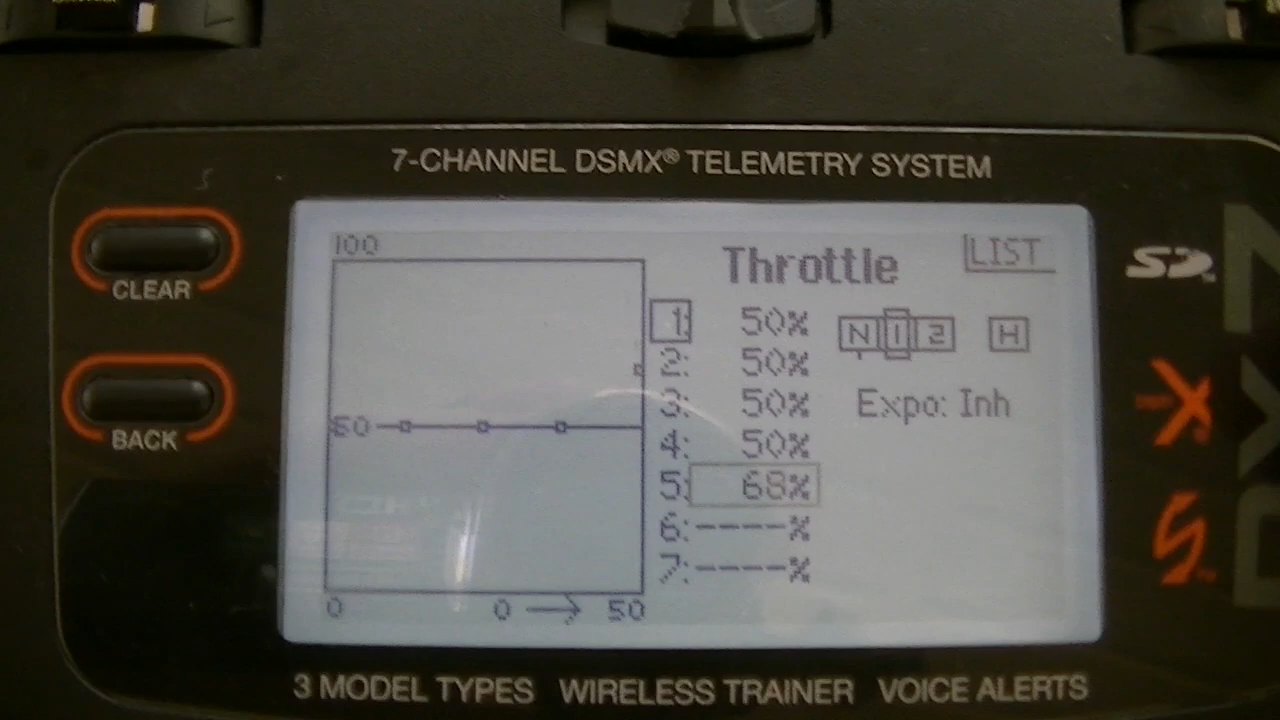 7-CHANNEL DSMX® TELEMETRY SYSTEM
CLEAR
BACK
100
50
0 0 → 50
Throttle
LIST
1: 50%
2: 50%
3: 50%
4: 50%
5: 68%
6:----%
7:----%
N 1 2 H
Expo: Inh
3 MODEL TYPES WIRELESS TRAINER VOICE ALERTS
SD
DX7